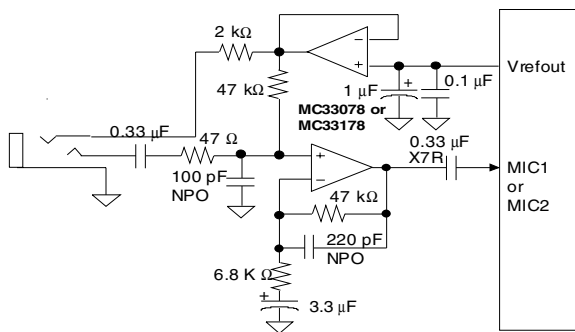 2 kΩ
−
+
Vrefout
47 kΩ
1 µF
+
0.1 µF
MC33078 or
MC33178
0.33 µF
47 Ω
0.33 µF
X7R
+
−
100 pF
NPO
MIC1
or
MIC2
47 kΩ
220 pF
NPO
6.8 K Ω
+
3.3 µF